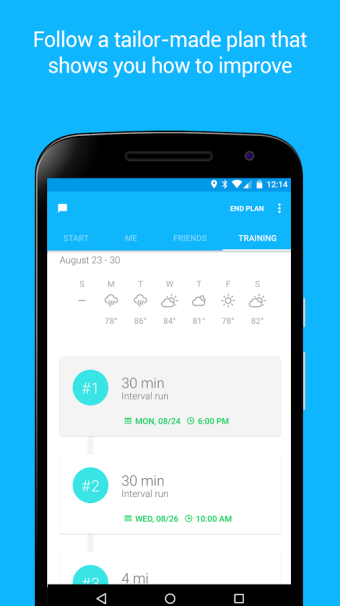 Follow a tailor-made plan that
shows you how to improve
12:14
END PLAN
START ME FRIENDS TRAINING
August 23 - 30
S M T W T F S
78° 86° 84° 81° 78° 82°
#1
30 min
Interval run
MON, 08/24 6:00 PM
#2
30 min
Interval run
WED, 08/26 10:00 AM
#3
4 mi